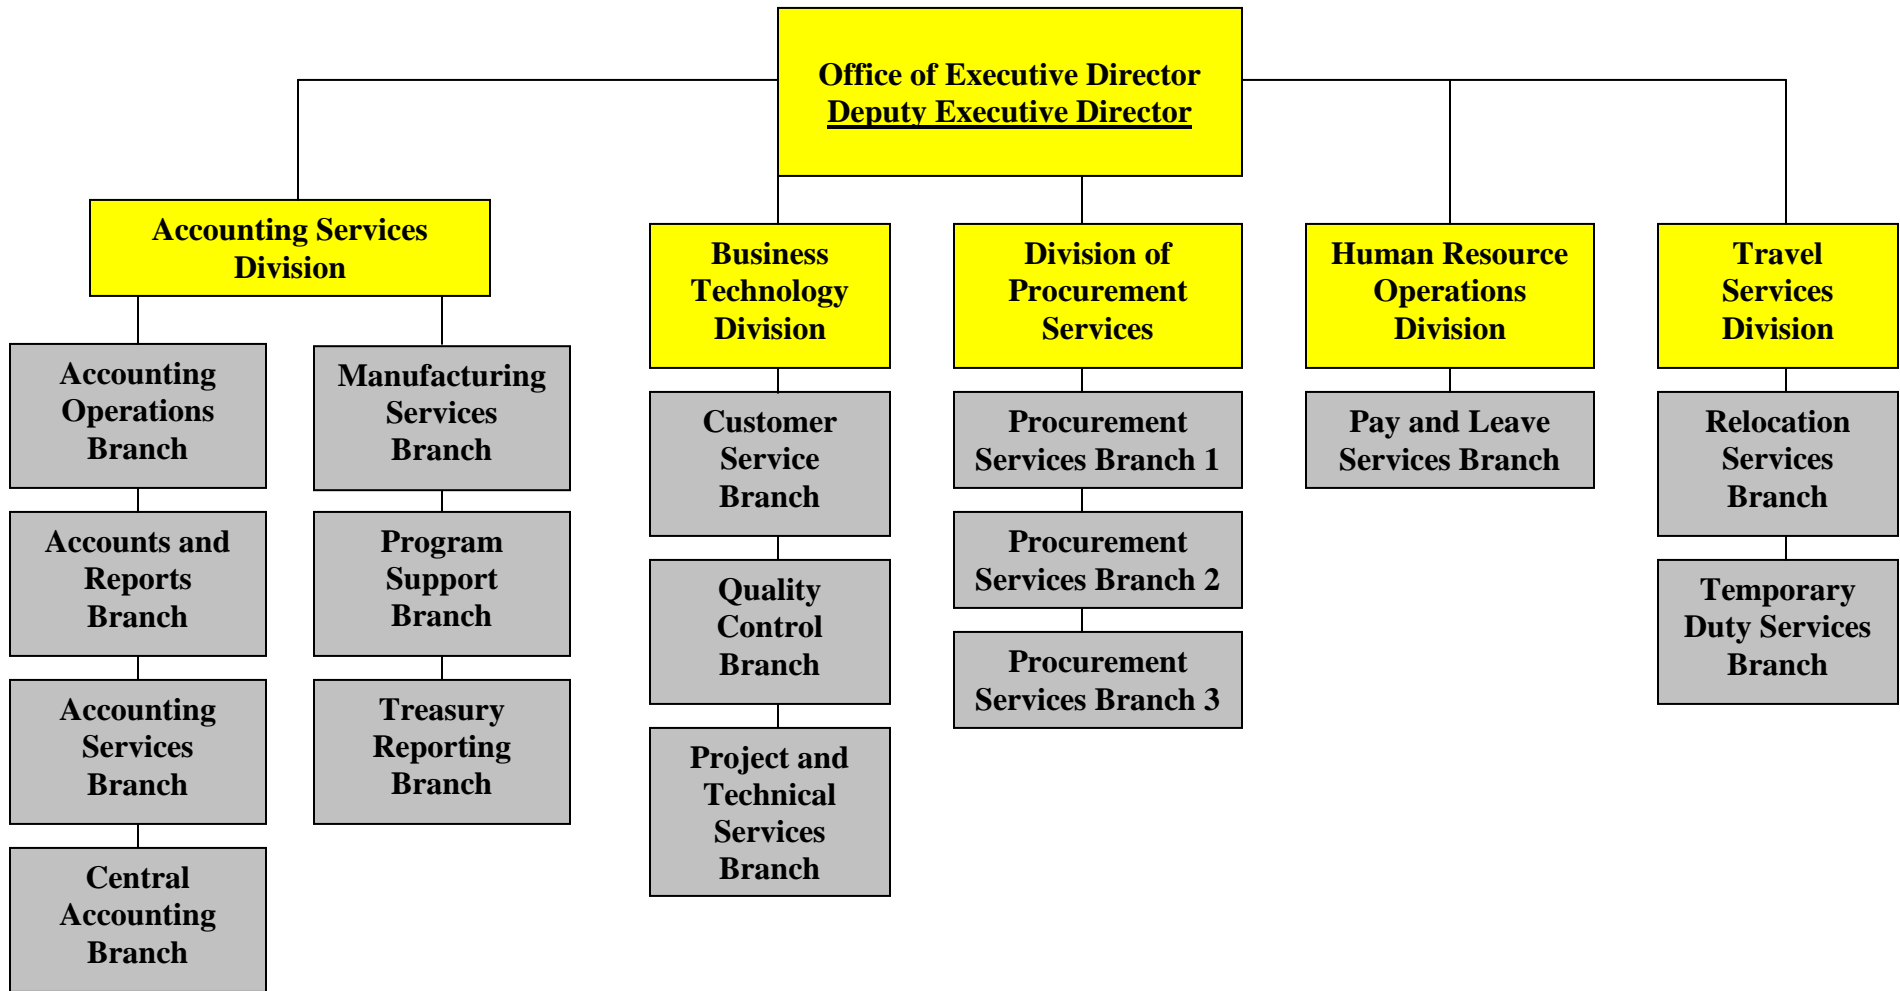 Office of Executive Director
Deputy Executive Director
Accounting Services
Division
Business
Technology
Division
Division of
Procurement
Services
Human Resource
Operations
Division
Travel
Services
Division
Accounting
Operations
Branch
Accounts and
Reports
Branch
Accounting
Services
Branch
Central
Accounting
Branch
Manufacturing
Services
Branch
Program
Support
Branch
Treasury
Reporting
Branch
Customer
Service
Branch
Quality
Control
Branch
Project and
Technical
Services
Branch
Procurement
Services Branch 1
Procurement
Services Branch 2
Procurement
Services Branch 3
Pay and Leave
Services Branch
Relocation
Services
Branch
Temporary
Duty Services
Branch